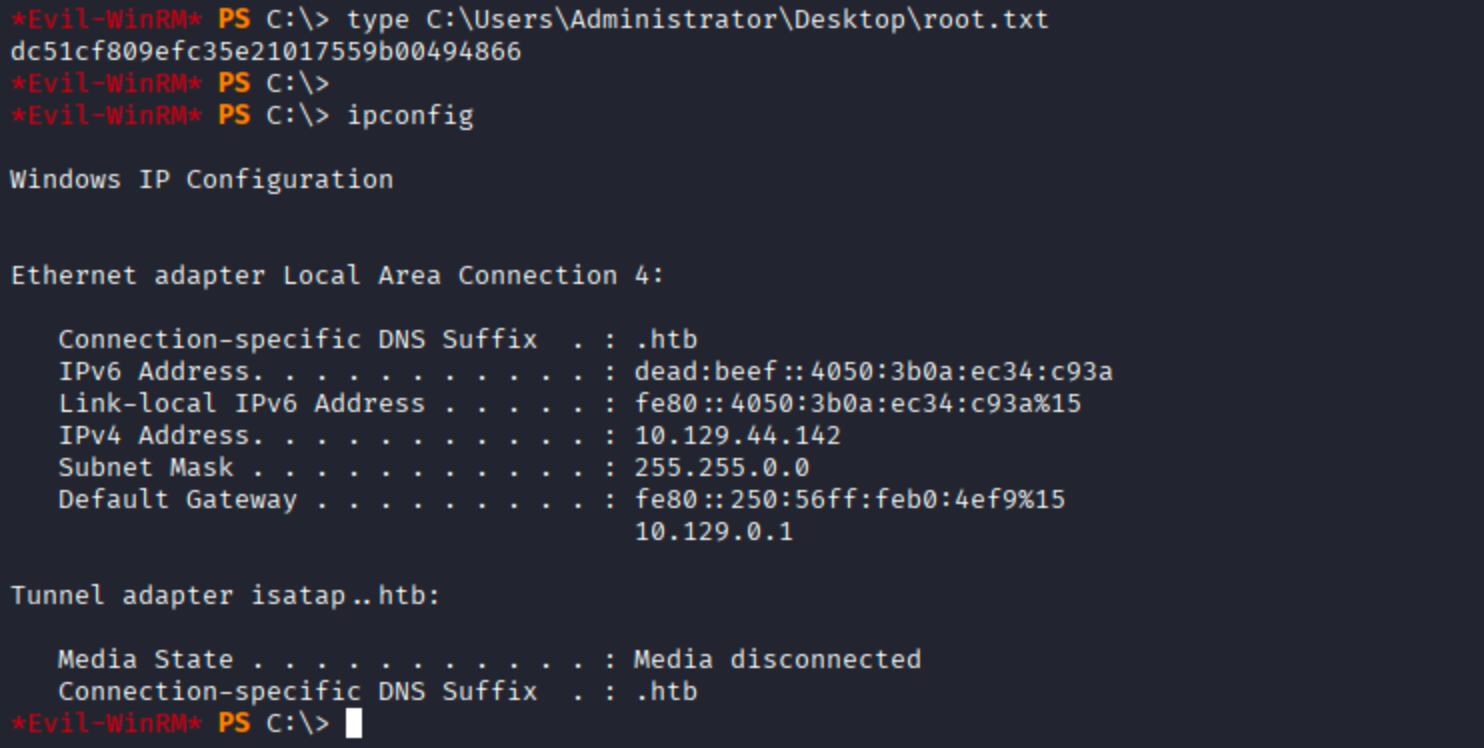 *Evil-WinRM* PS C:\> type C:\Users\Administrator\Desktop\root.txt
dc51cf809efc35e21017559b00494866
*Evil-WinRM* PS C:\>
*Evil-WinRM* PS C:\> ipconfig
Windows IP Configuration
Ethernet adapter Local Area Connection 4:
   Connection-specific DNS Suffix  . : .htb
   IPv6 Address. . . . . . . . . . . : dead:beef::4050:3b0a:ec34:c93a
   Link-local IPv6 Address . . . . . : fe80::4050:3b0a:ec34:c93a%15
   IPv4 Address. . . . . . . . . . . : 10.129.44.142
   Subnet Mask . . . . . . . . . . . : 255.255.0.0
   Default Gateway . . . . . . . . . : fe80::250:56ff:feb0:4ef9%15
                                       10.129.0.1
Tunnel adapter isatap..htb:
   Media State . . . . . . . . . . . : Media disconnected
   Connection-specific DNS Suffix  . : .htb
*Evil-WinRM* PS C:\>